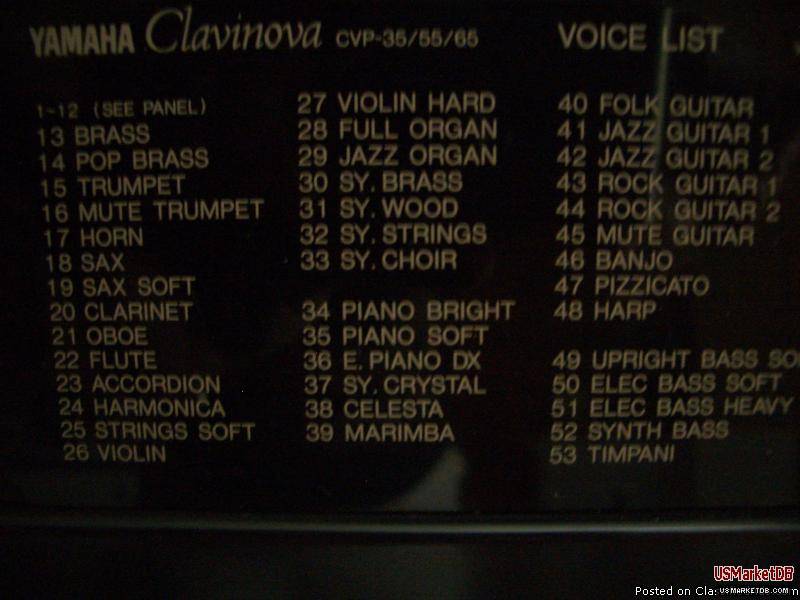 YAMAHA Clavinova CVP-35/55/65 VOICE LIST
1-12 (SEE PANEL)
13 BRASS
14 POP BRASS
15 TRUMPET
16 MUTE TRUMPET
17 HORN
18 SAX
19 SAX SOFT
20 CLARINET
21 OBOE
22 FLUTE
23 ACCORDION
24 HARMONICA
25 STRINGS SOFT
26 VIOLIN
27 VIOLIN HARD
28 FULL ORGAN
29 JAZZ ORGAN
30 SY. BRASS
31 SY. WOOD
32 SY. STRINGS
33 SY. CHOIR
34 PIANO BRIGHT
35 PIANO SOFT
36 E. PIANO DX
37 SY. CRYSTAL
38 CELESTA
39 MARIMBA
40 FOLK GUITAR
41 JAZZ GUITAR 1
42 JAZZ GUITAR 2
43 ROCK GUITAR 1
44 ROCK GUITAR 2
45 MUTE GUITAR
46 BANJO
47 PIZZICATO
48 HARP
49 UPRIGHT BASS SO
50 ELEC BASS SOFT
51 ELEC BASS HEAVY
52 SYNTH BASS
53 TIMPANI
USMarketDB
Posted on Cla
USMARKETDB.COM
m